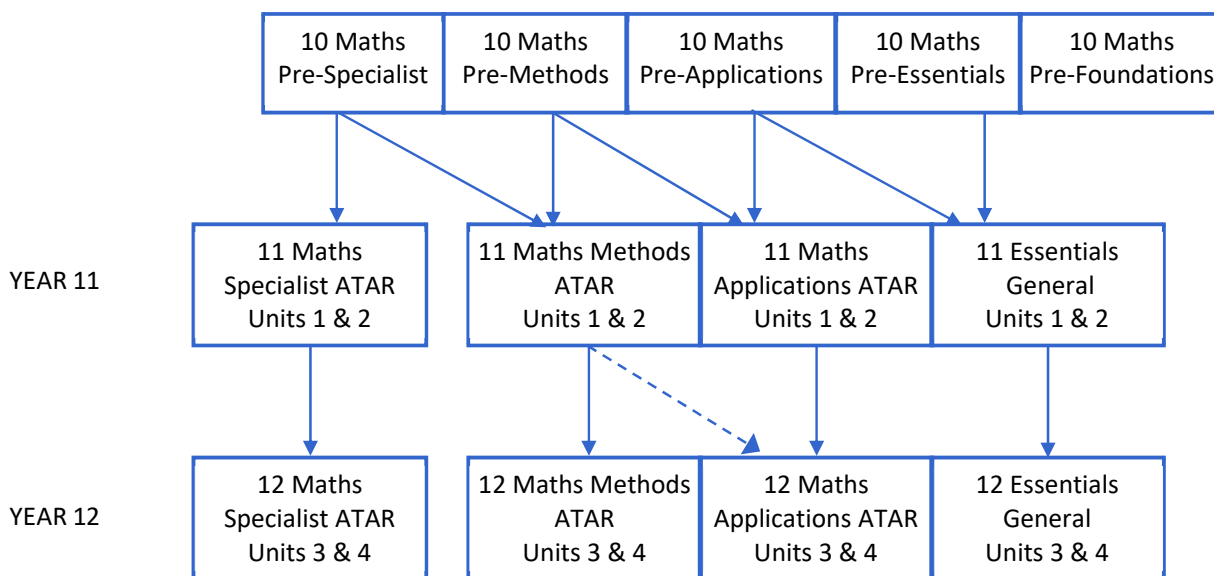 10 Maths
Pre-Specialist
10 Maths
Pre-Methods
10 Maths
Pre-Applications
10 Maths
Pre-Essentials
10 Maths
Pre-Foundations
YEAR 11
11 Maths
Specialist ATAR
Units 1 & 2
11 Maths Methods
ATAR
Units 1 & 2
11 Maths
Applications ATAR
Units 1 & 2
11 Essentials
General
Units 1 & 2
YEAR 12
12 Maths
Specialist ATAR
Units 3 & 4
12 Maths Methods
ATAR
Units 3 & 4
12 Maths
Applications ATAR
Units 3 & 4
12 Essentials
General
Units 3 & 4